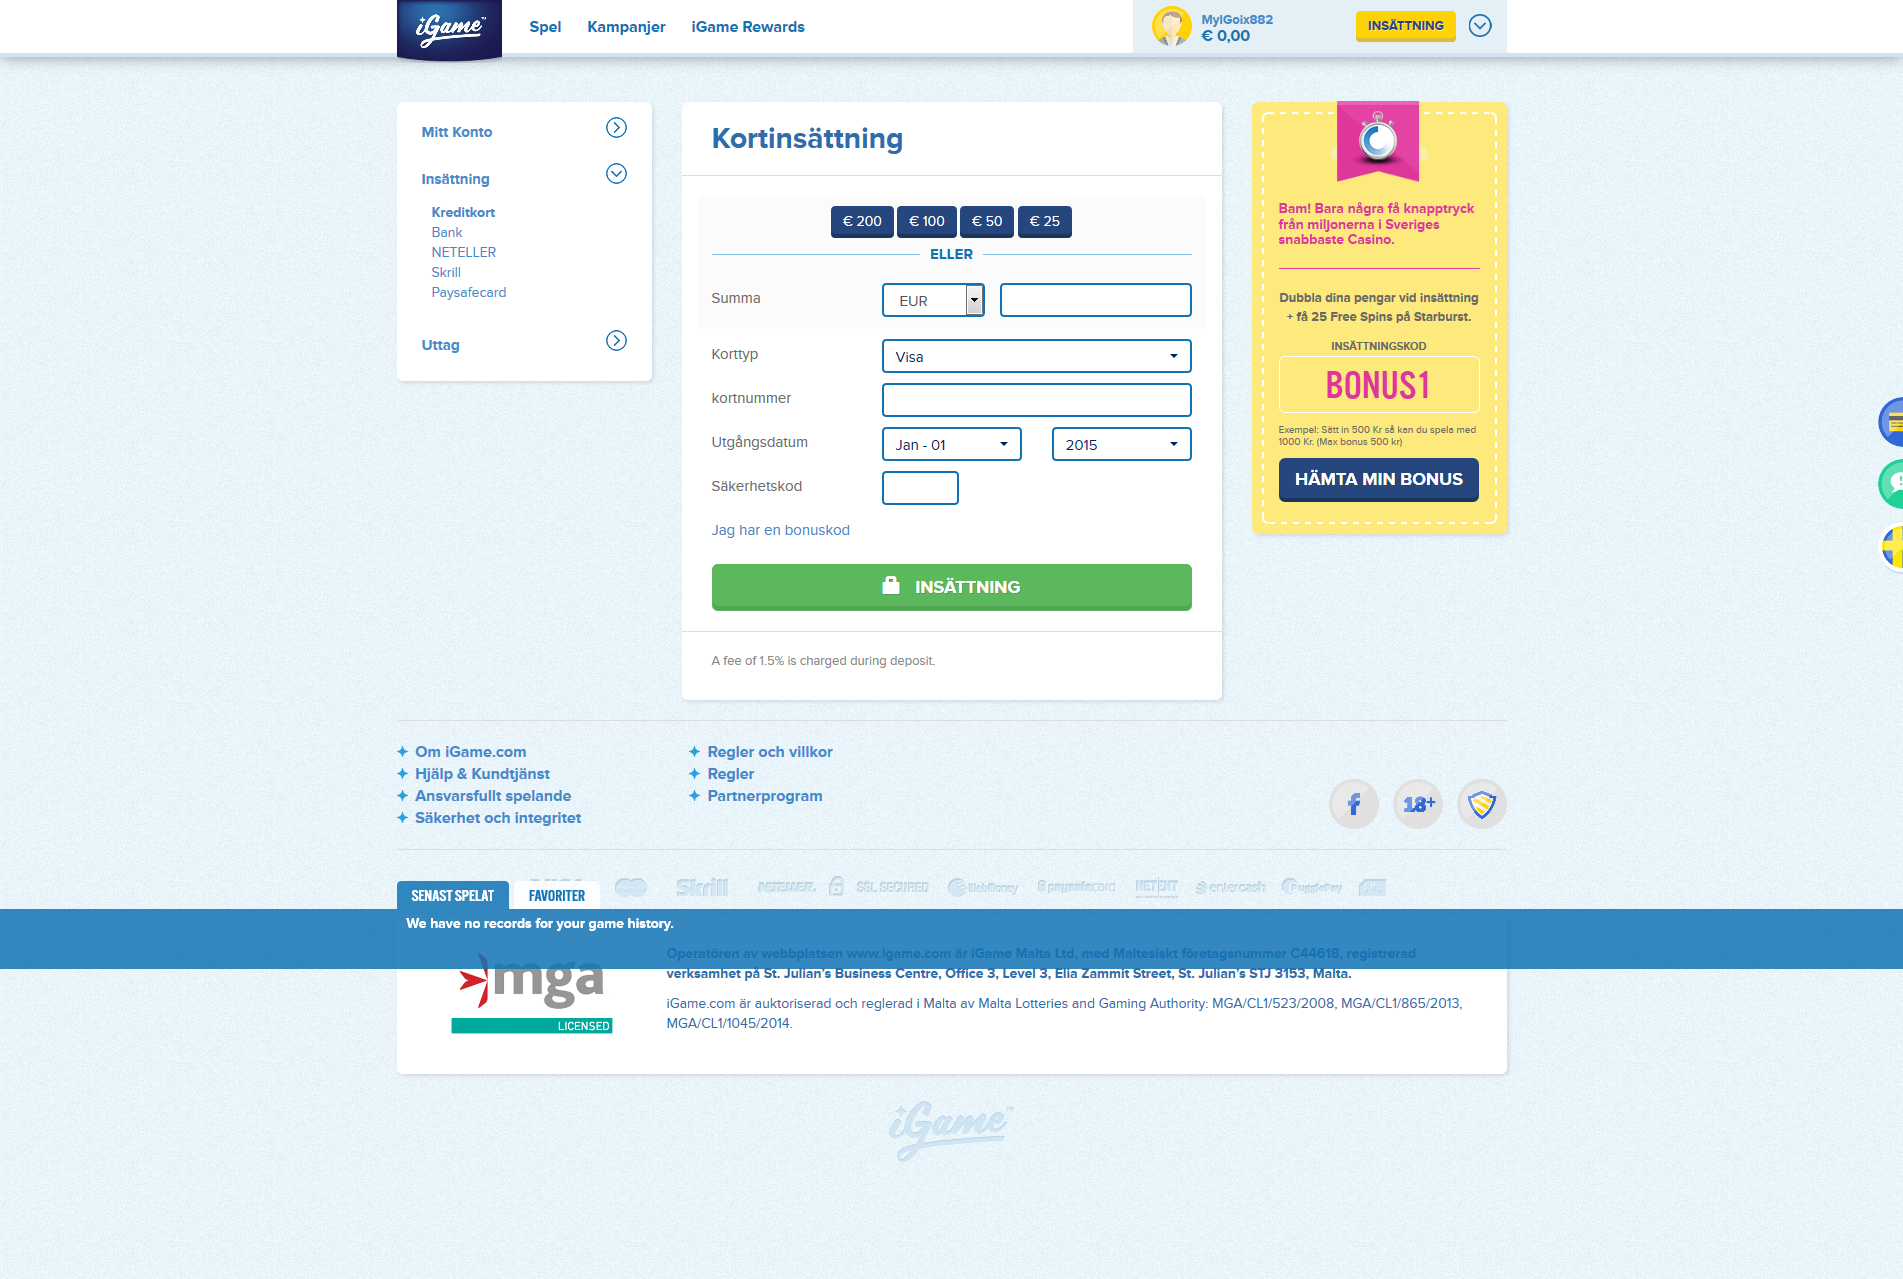 iGame™
Spel
Kampanjer
iGame Rewards
MylGoix882
€ 0,00
INSÄTTNING
Mitt Konto
Insättning
Kreditkort
Bank
NETELLER
Skrill
Paysafecard
Uttag
Kortinsättning
€ 200
€ 100
€ 50
€ 25
ELLER
Summa
EUR
Korttyp
Visa
kortnummer
Utgångsdatum
Jan - 01
2015
Säkerhetskod
Jag har en bonuskod
INSÄTTNING
A fee of 1.5% is charged during deposit.
Bam! Bara några få knapptryck
från miljonerna i Sveriges
snabbaste Casino.
Dubbla dina pengar vid insättning
+ få 25 Free Spins på Starburst.
INSÄTTNINGSKOD
BONUS1
Exempel: Sätt in 500 Kr så kan du spela med
1000 Kr. (Max bonus 500 kr)
HÄMTA MIN BONUS
Om iGame.com
Hjälp & Kundtjänst
Ansvarsfullt spelande
Säkerhet och integritet
Regler och villkor
Regler
Partnerprogram
f
18+
SENAST SPELAT
FAVORITER
Skrill
NETELLER
SSL SECURED
WebMoney
paysafecard
NETENT
entercash
PugglePay
We have no records for your game history.
mga
LICENSED
Operatören av webbplatsen www.igame.com är iGame Malta Ltd, med Maltesiskt företagsnummer C44618, registrerad
verksamhet på St. Julian's Business Centre, Office 3, Level 3, Elia Zammit Street, St. Julian's STJ 3153, Malta.
iGame.com är auktoriserad och reglerad i Malta av Malta Lotteries and Gaming Authority: MGA/CL1/523/2008, MGA/CL1/865/2013,
MGA/CL1/1045/2014.
iGame™